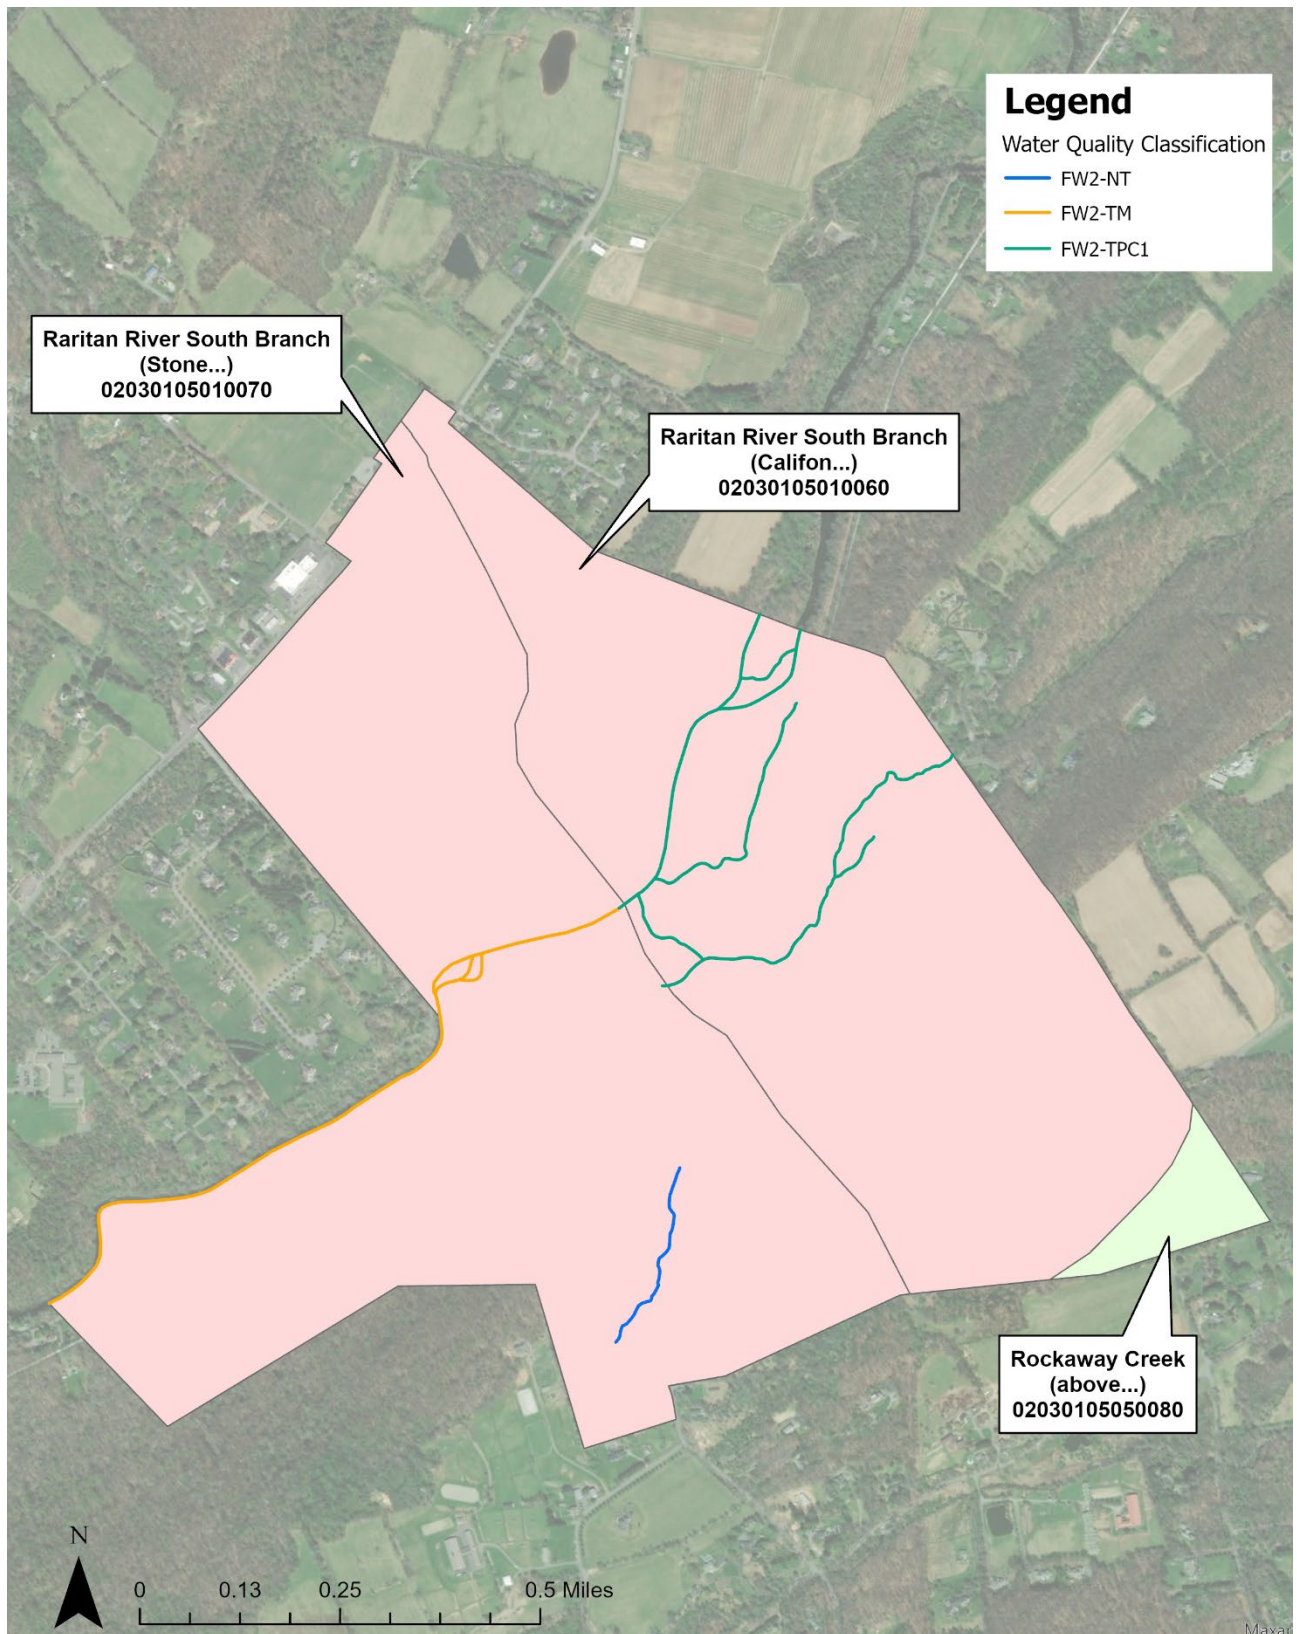 Legend
Water Quality Classification
FW2-NT
FW2-TM
FW2-TPC1
Raritan River South Branch
(Stone...)
02030105010070
Raritan River South Branch
(Califon...)
02030105010060
Rockaway Creek
(above...)
02030105050080
N
0 0.13 0.25 0.5 Miles
Maxar